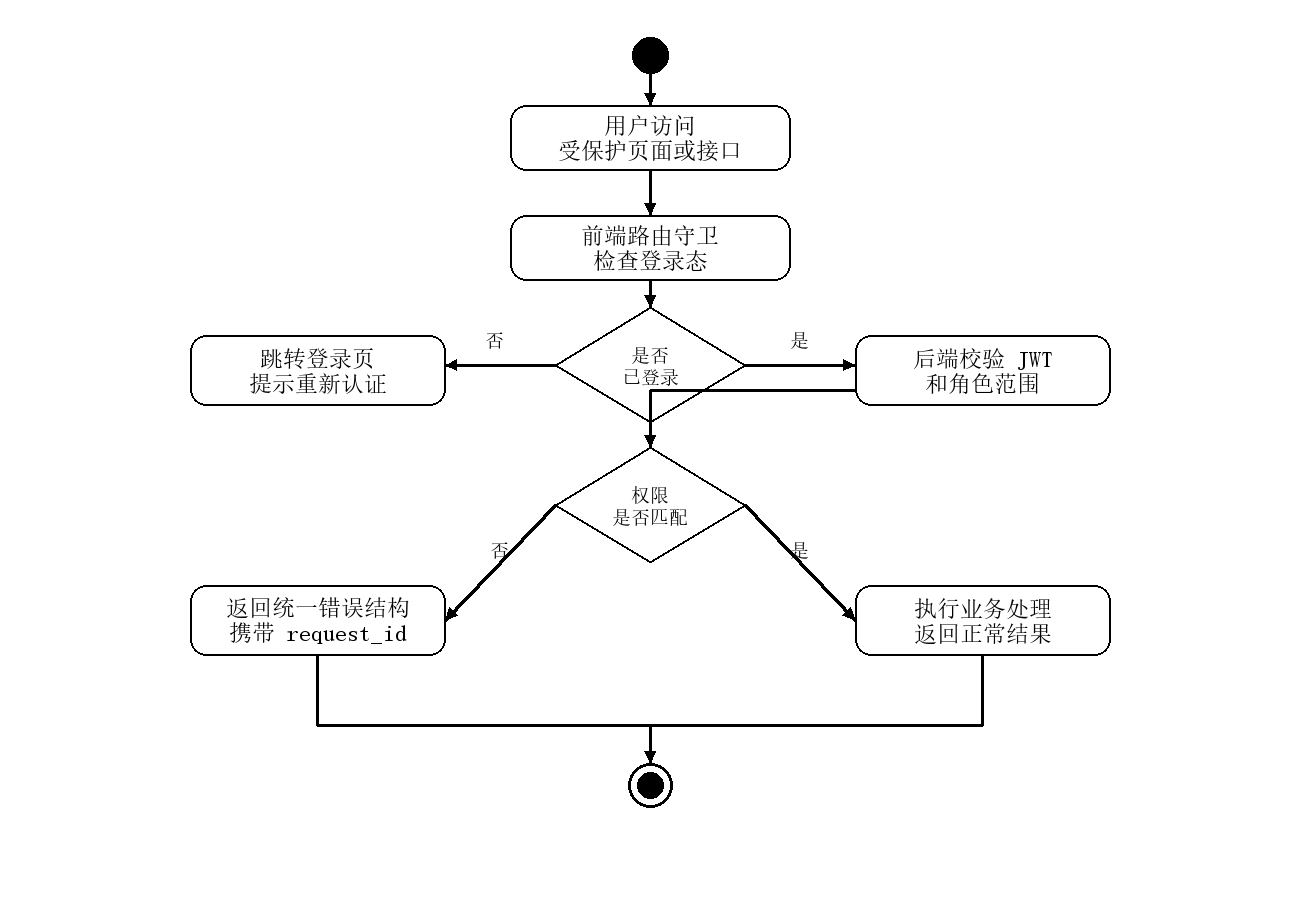 用户访问
受保护页面或接口
前端路由守卫
检查登录态
否
是
跳转登录页
提示重新认证
是否
已登录
后端校验 JWT
和角色范围
权限
是否匹配
否
是
返回统一错误结构
携带 request_id
执行业务处理
返回正常结果